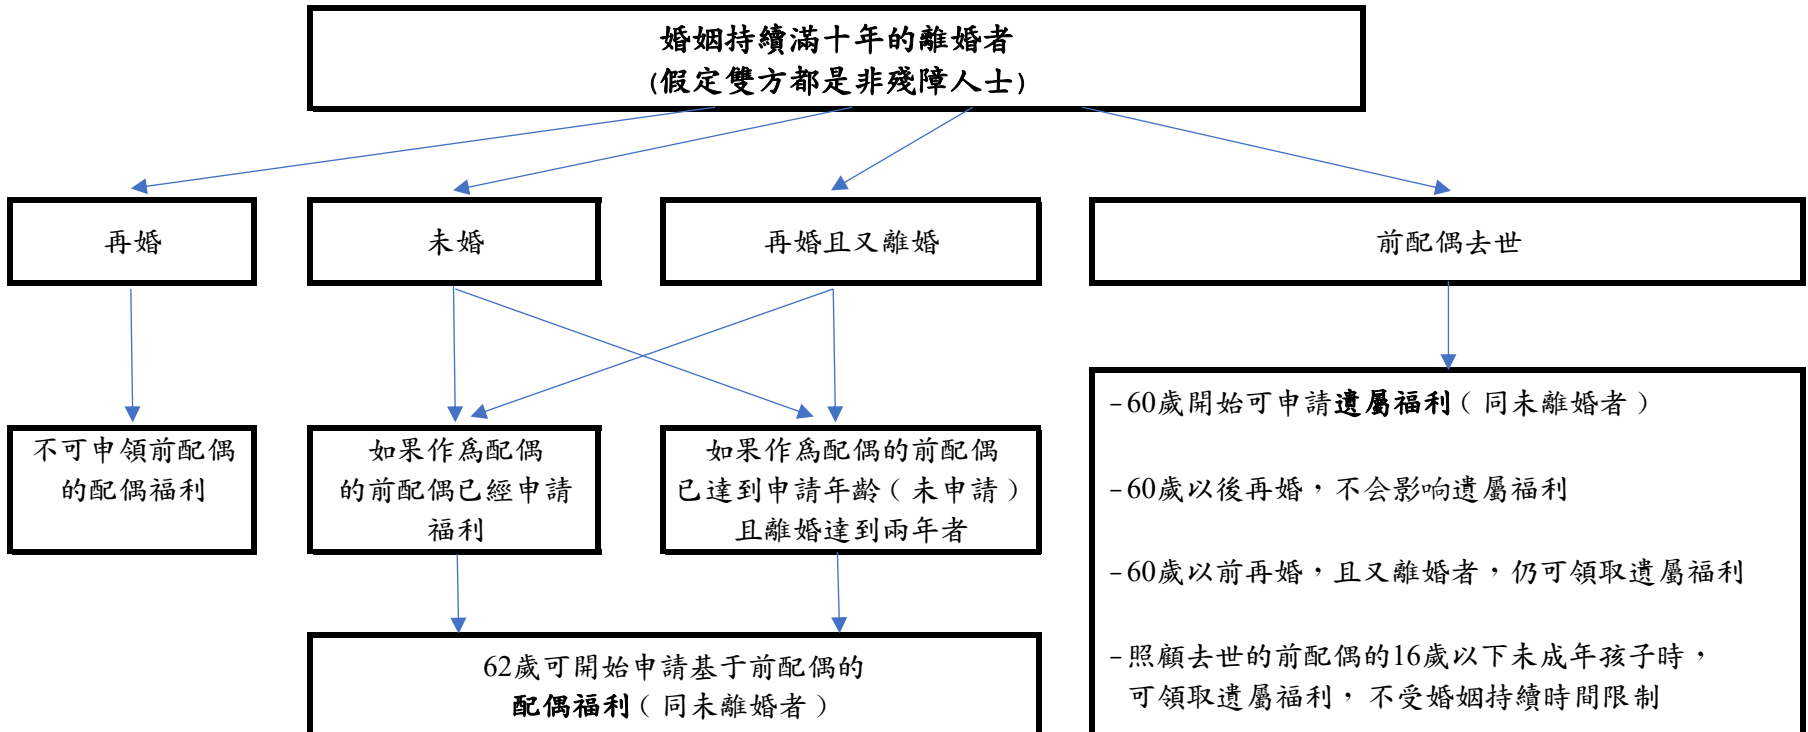 婚姻持續滿十年的離婚者
(假定雙方都是非殘障人士)
再婚
未婚
再婚且又離婚
前配偶去世
不可申領前配偶
的配偶福利
如果作爲配偶
的前配偶已經申請
福利
如果作爲配偶的前配偶
已達到申請年齡（未申請）
且離婚達到兩年者
62歲可開始申請基于前配偶的
配偶福利（同未離婚者）
-60歲開始可申請遺屬福利（同未離婚者）
-60歲以後再婚，不会影响遺屬福利
-60歲以前再婚，且又離婚者，仍可領取遺屬福利
-照顧去世的前配偶的16歲以下未成年孩子時，
可領取遺屬福利，不受婚姻持續時間限制